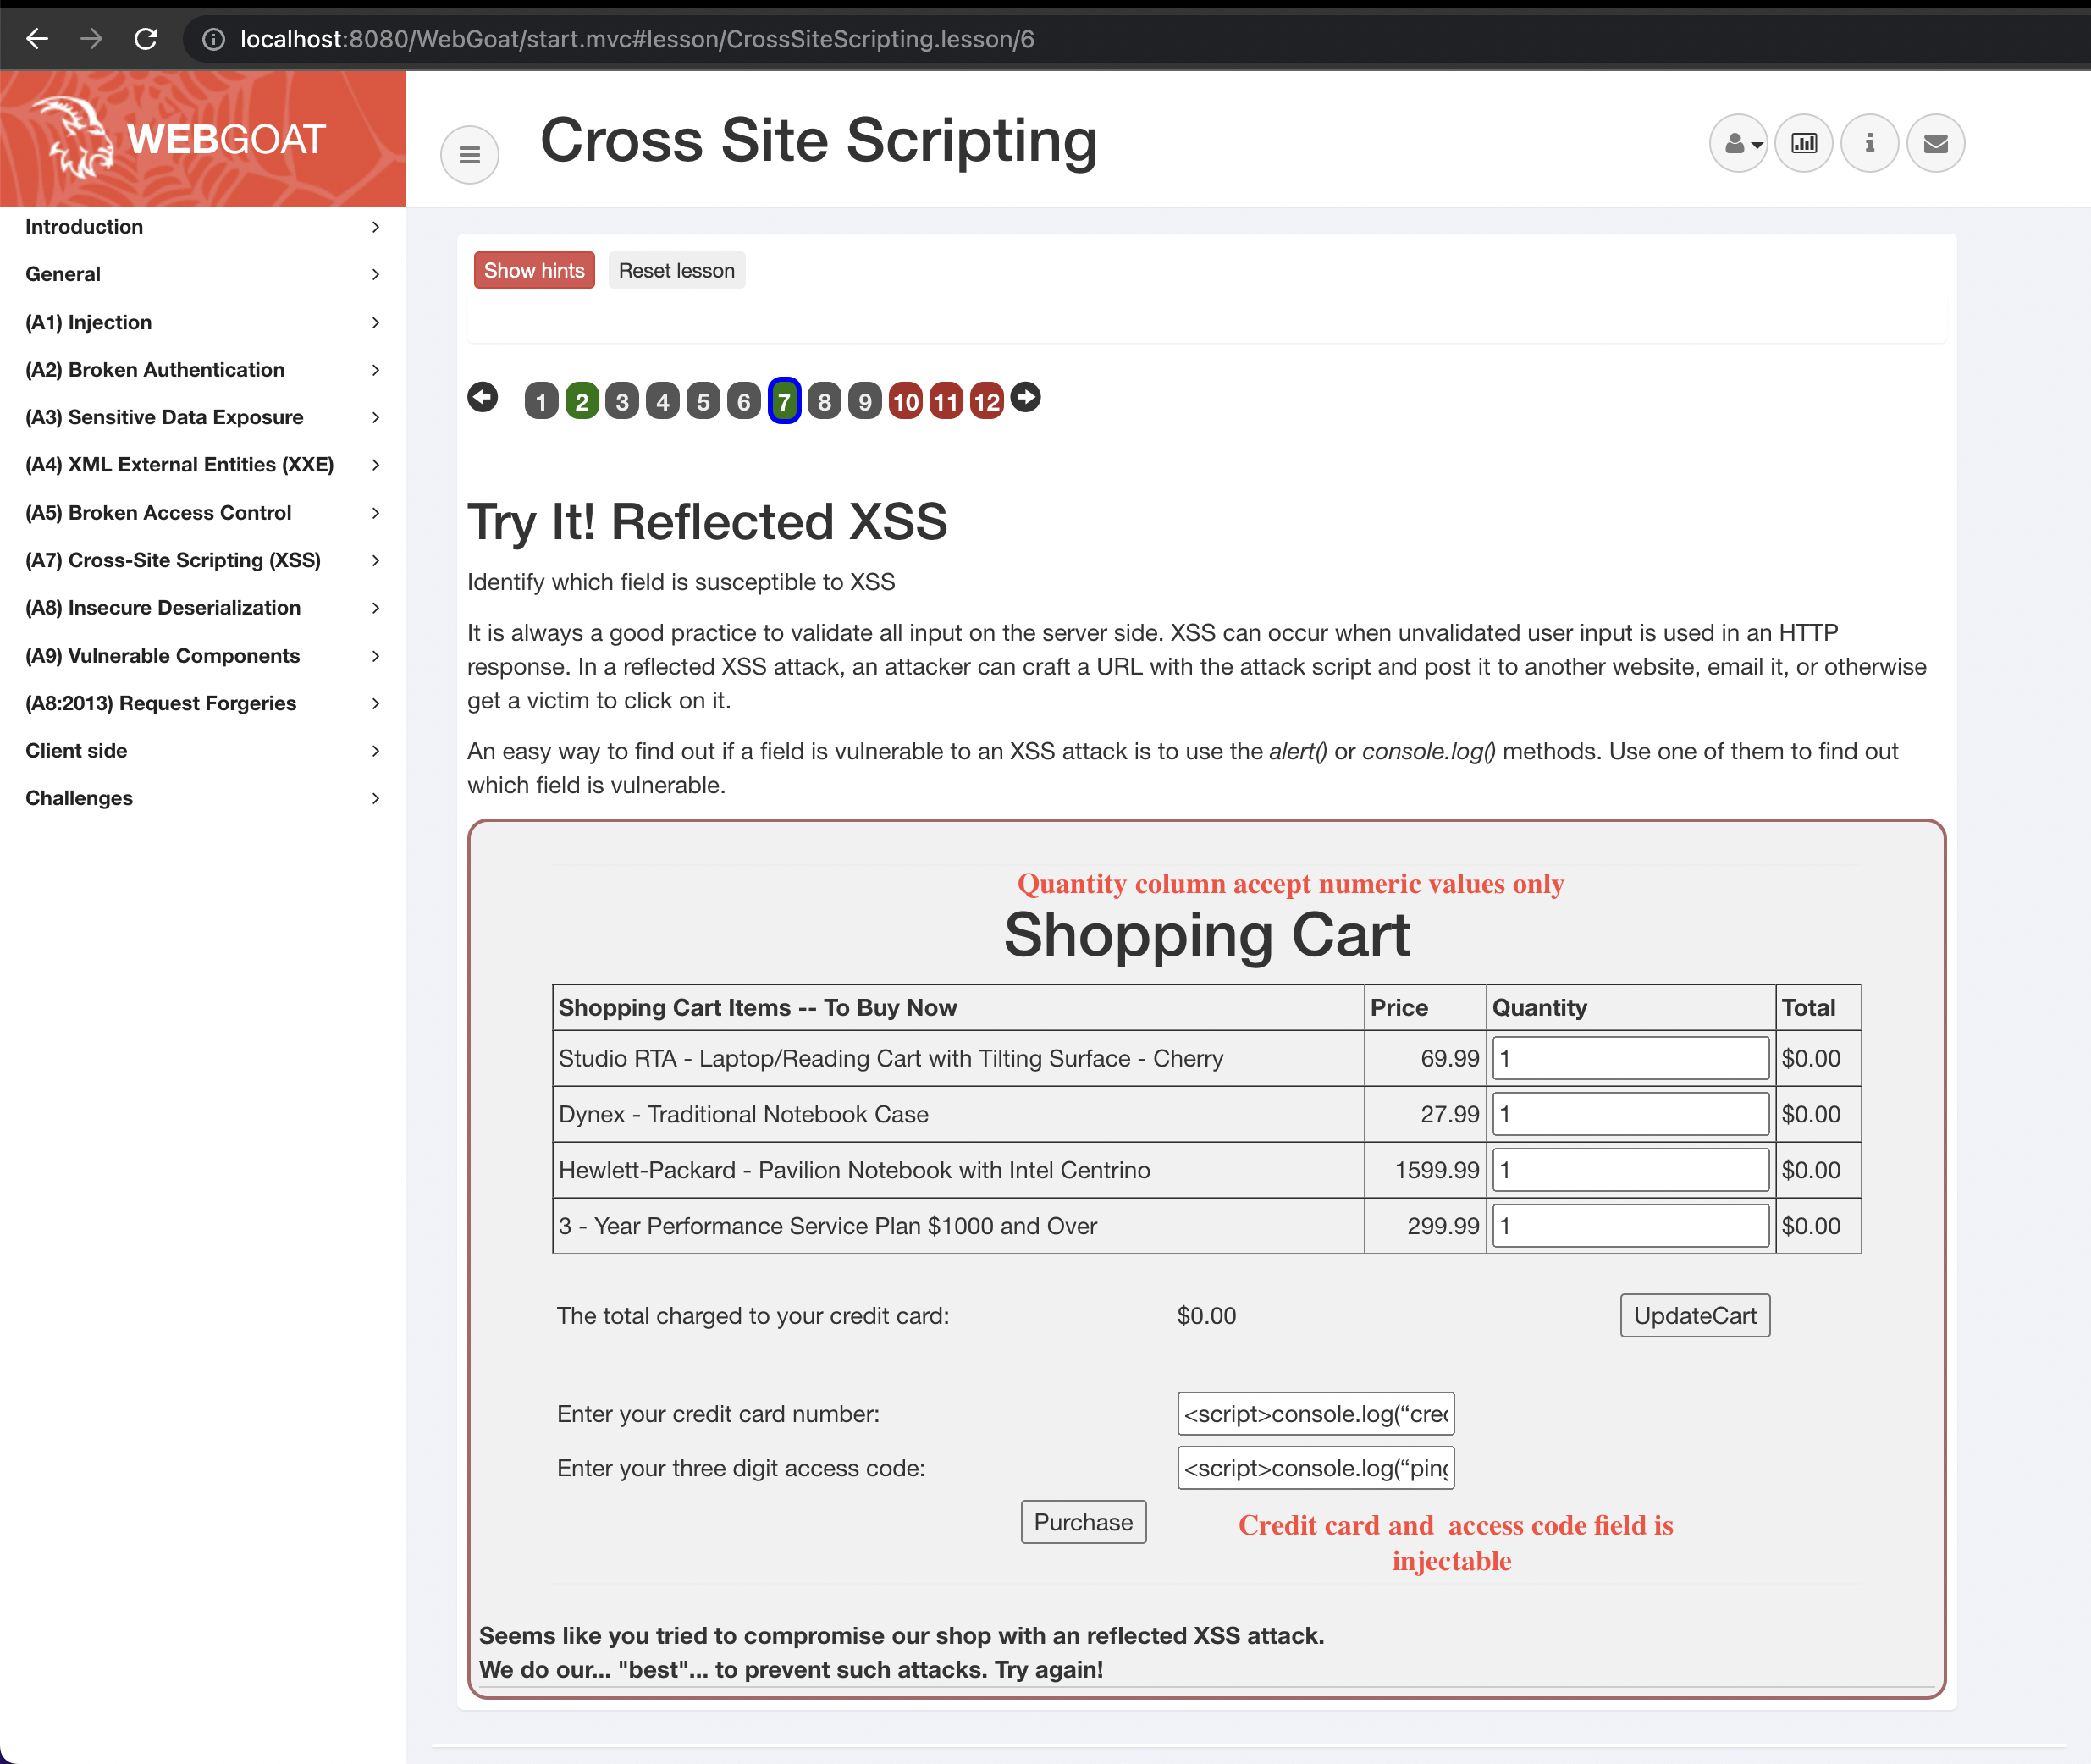 localhost:8080/WebGoat/start.mvc#lesson/CrossSiteScripting.lesson/6
WEBGOAT
Cross Site Scripting
Introduction
General
(A1) Injection
(A2) Broken Authentication
(A3) Sensitive Data Exposure
(A4) XML External Entities (XXE)
(A5) Broken Access Control
(A7) Cross-Site Scripting (XSS)
(A8) Insecure Deserialization
(A9) Vulnerable Components
(A8:2013) Request Forgeries
Client side
Challenges
Show hints Reset lesson
1 2 3 4 5 6 7 8 9 10 11 12
Try It! Reflected XSS
Identify which field is susceptible to XSS
It is always a good practice to validate all input on the server side. XSS can occur when unvalidated user input is used in an HTTP
response. In a reflected XSS attack, an attacker can craft a URL with the attack script and post it to another website, email it, or otherwise
get a victim to click on it.
An easy way to find out if a field is vulnerable to an XSS attack is to use the alert() or console.log() methods. Use one of them to find out
which field is vulnerable.
Quantity column accept numeric values only
Shopping Cart
Shopping Cart Items -- To Buy Now Price Quantity Total
Studio RTA - Laptop/Reading Cart with Tilting Surface - Cherry 69.99 1 $0.00
Dynex - Traditional Notebook Case 27.99 1 $0.00
Hewlett-Packard - Pavilion Notebook with Intel Centrino 1599.99 1 $0.00
3 - Year Performance Service Plan $1000 and Over 299.99 1 $0.00
The total charged to your credit card: $0.00 UpdateCart
Enter your credit card number: <script>console.log(“cred
Enter your three digit access code: <script>console.log(“ping
Purchase
Credit card and access code field is
injectable
Seems like you tried to compromise our shop with an reflected XSS attack.
We do our... "best"... to prevent such attacks. Try again!